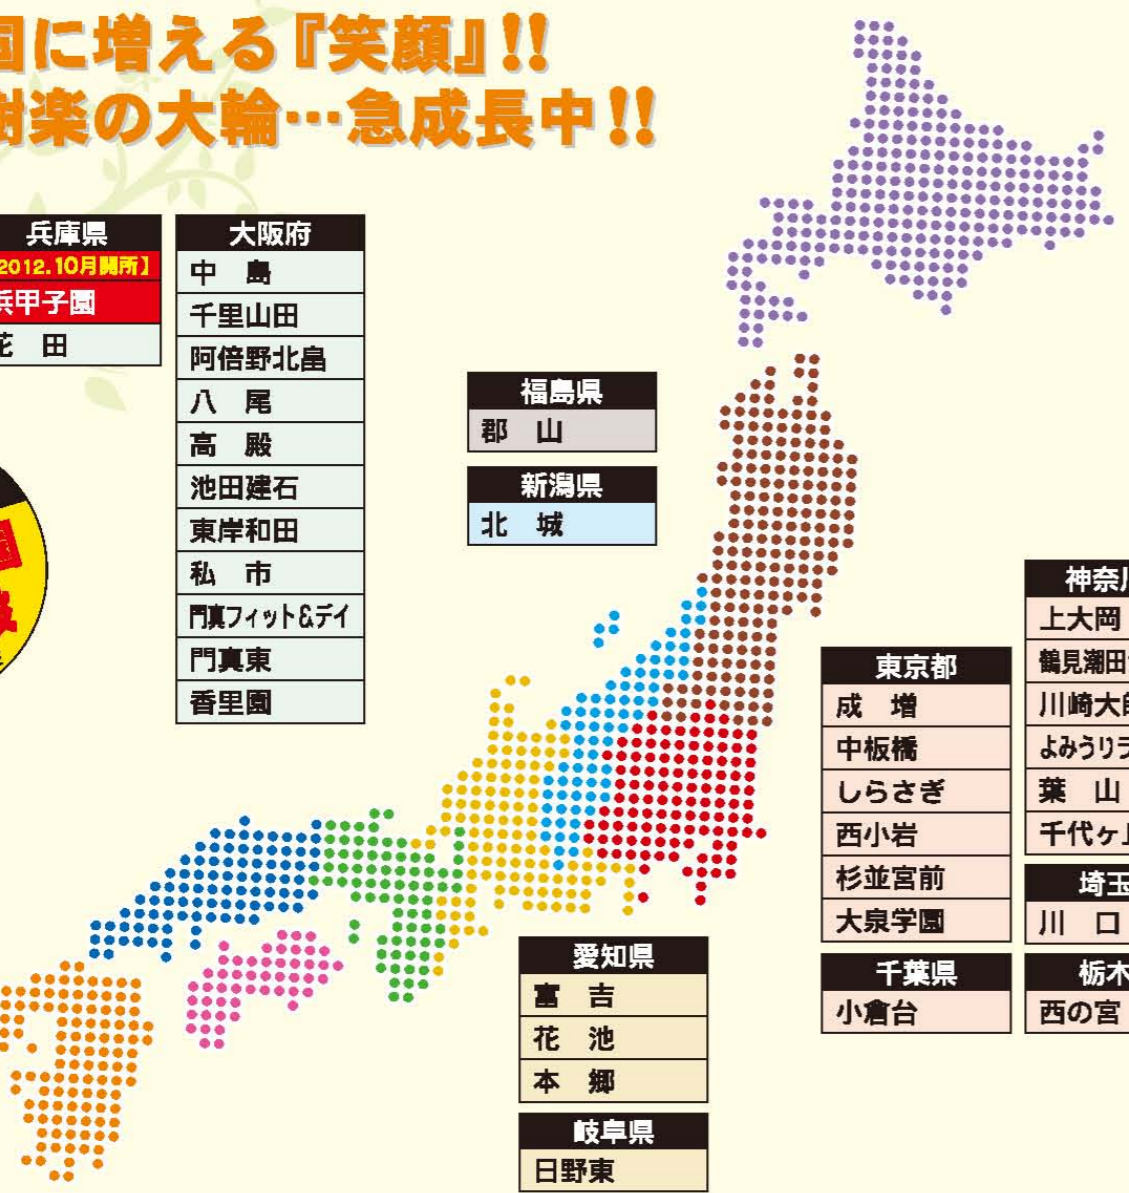 国に増える『笑顔』!!
樹楽の大輪…急成長中!!
兵庫県
2012.10月開所】
浜甲子園
花 田
大阪府
中 島
千里山田
阿倍野北畠
八 尾
高 殿
池田建石
東岸和田
私 市
門真フィット&デイ
門真東
香里園
福島県
郡 山
新潟県
北 城
東京都
成 増
中板橋
しらさぎ
西小岩
杉並宮前
大泉学園
千葉県
小倉台
神奈川
上大岡
鶴見潮田
川崎大師
よみうりラ
葉 山
千代ヶ丘
埼玉
川 口
栃木
西の宮
愛知県
富 吉
花 池
本 郷
岐阜県
日野東